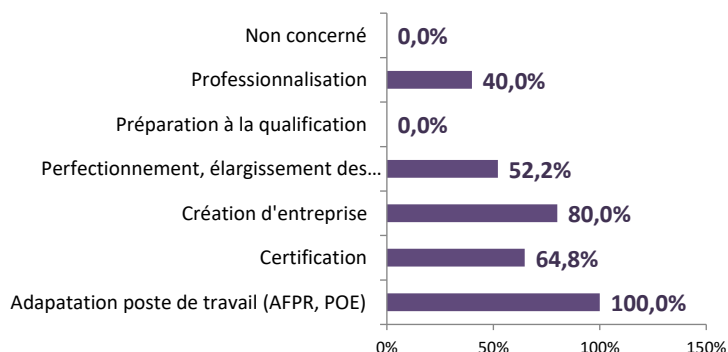 Non concerné 0,0%
Professionnalisation 40,0%
Préparation à la qualification 0,0%
Perfectionnement, élargissement des... 52,2%
Création d'entreprise 80,0%
Certification 64,8%
Adapatation poste de travail (AFPR, POE) 100,0%
0% 50% 100% 150%